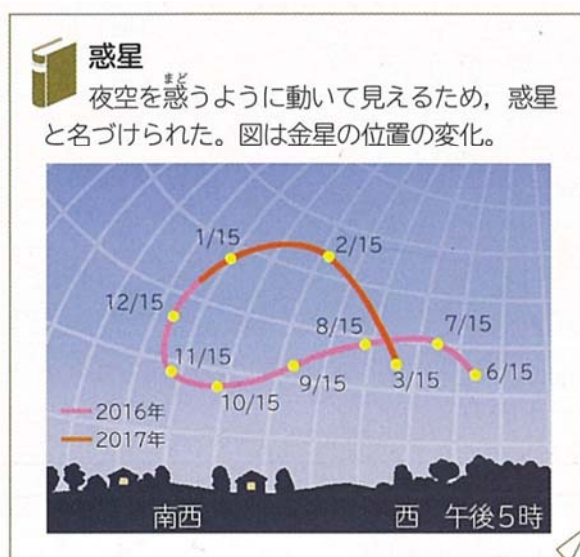 惑星
まど
夜空を惑うように動いて見えるため，惑星
と名づけられた。図は金星の位置の変化。
1/15
2/15
12/15
8/15
7/15
11/15
9/15
3/15
6/15
10/15
2016年
2017年
南西
西
午後5時